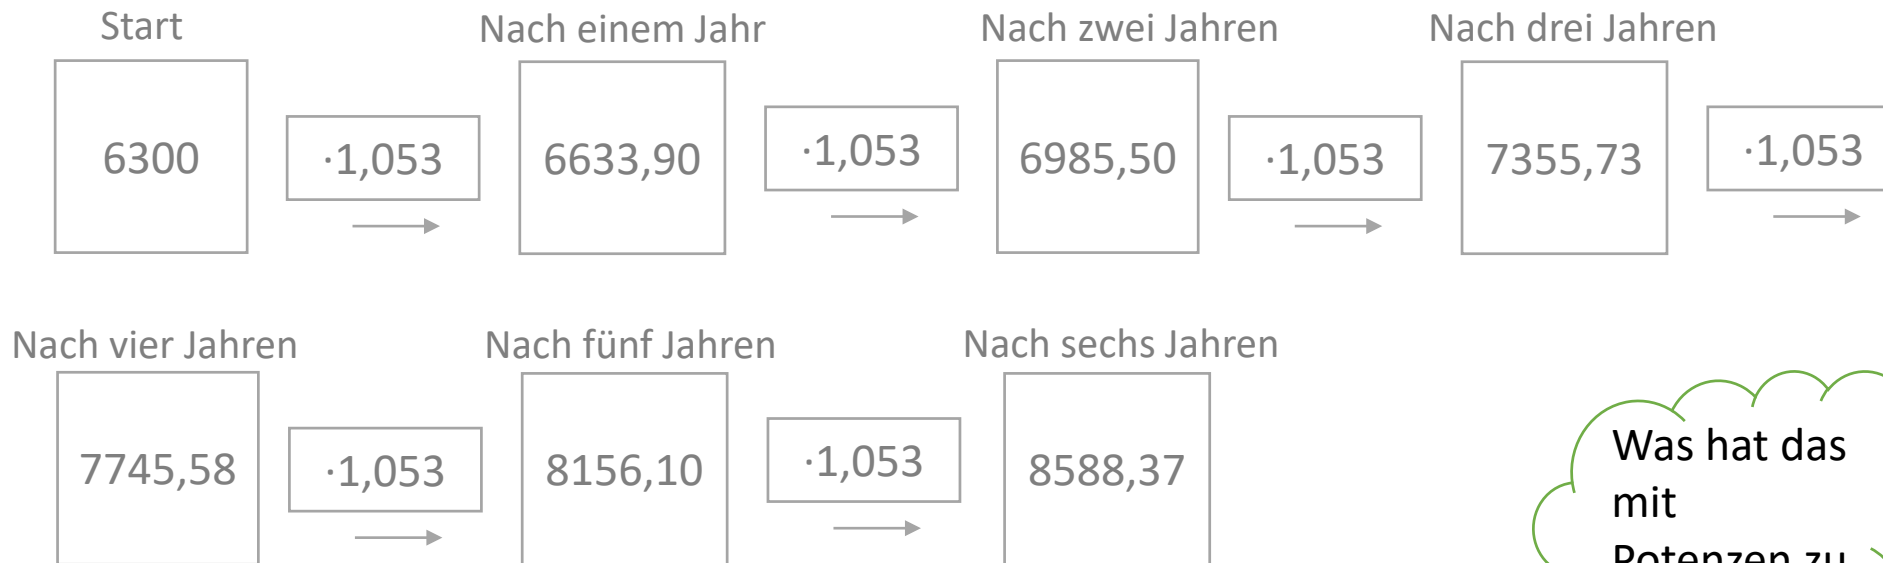 Start
Nach einem Jahr
Nach zwei Jahren
Nach drei Jahren
6300
·1,053
6633,90
·1,053
6985,50
·1,053
7355,73
·1,053
Nach vier Jahren
Nach fünf Jahren
Nach sechs Jahren
7745,58
·1,053
8156,10
·1,053
8588,37
Was hat das
mit
Potenzen zu